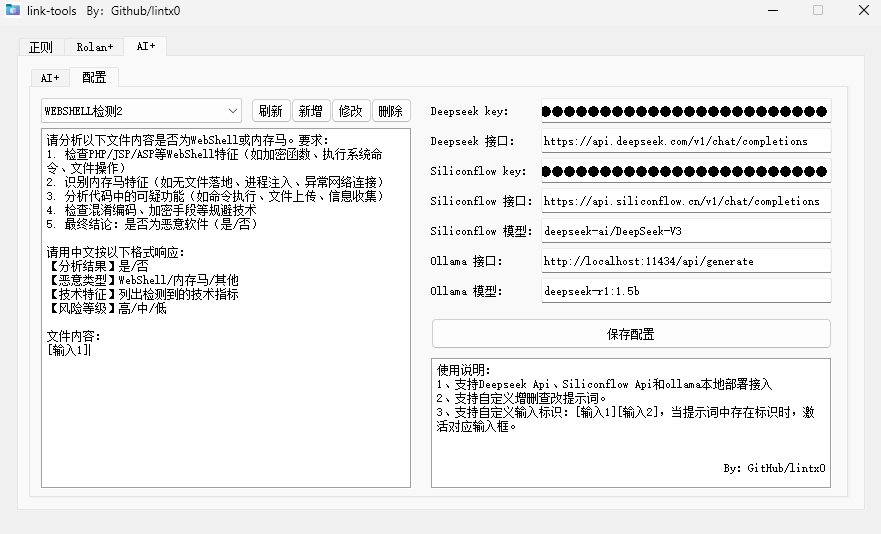 link-tools By: Github/lintx0
正则 Rolan+ AI+
AI+ 配置
WEBSHELL检测2 刷新 新增 修改 删除
请分析以下文件内容是否为WebShell或内存马。要求：
1. 检查PHP/JSP/ASP等WebShell特征（如加密函数、执行系统命
令、文件操作）
2. 识别内存马特征（如无文件落地、进程注入、异常网络连接）
3. 分析代码中的可疑功能（如命令执行、文件上传、信息收集）
4. 检查混淆编码、加密手段等规避技术
5. 最终结论：是否为恶意软件（是/否）
请用中文按以下格式响应：
【分析结果】是/否
【恶意类型】WebShell/内存马/其他
【技术特征】列出检测到的技术指标
【风险等级】高/中/低
文件内容：
[输入1]
Deepseek key:
Deepseek 接口: https://api.deepseek.com/v1/chat/completions
Siliconflow key:
Siliconflow 接口: https://api.siliconflow.cn/v1/chat/completions
Siliconflow 模型: deepseek-ai/DeepSeek-V3
Ollama 接口: http://localhost:11434/api/generate
Ollama 模型: deepseek-r1:1.5b
保存配置
使用说明：
1、支持Deepseek Api、Siliconflow Api和ollama本地部署接入
2、支持自定义增删查改提示词。
3、支持自定义输入标识：[输入1][输入2]，当提示词中存在标识时，激
活对应输入框。
By: GitHub/lintx0